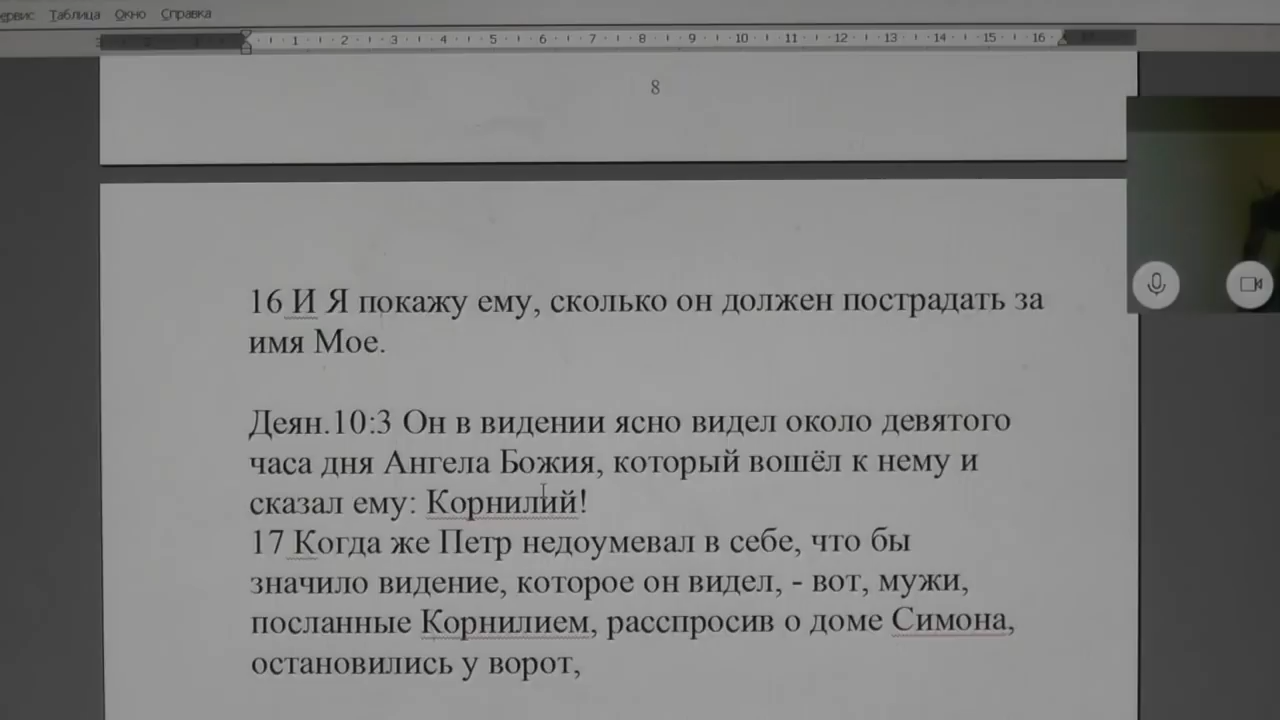 ервис Таблица Окно Справка
1 2 3 4 5 6 7 8 9 10 11 12 13 14 15 16
8
16 И Я покажу ему, сколько он должен пострадать за
имя Мое.
Деян.10:3 Он в видении ясно видел около девятого
часа дня Ангела Божия, который вошёл к нему и
сказал ему: Корнилий!
17 Когда же Петр недоумевал в себе, что бы
значило видение, которое он видел, - вот, мужи,
посланные Корнилием, расспросив о доме Симона,
остановились у ворот,